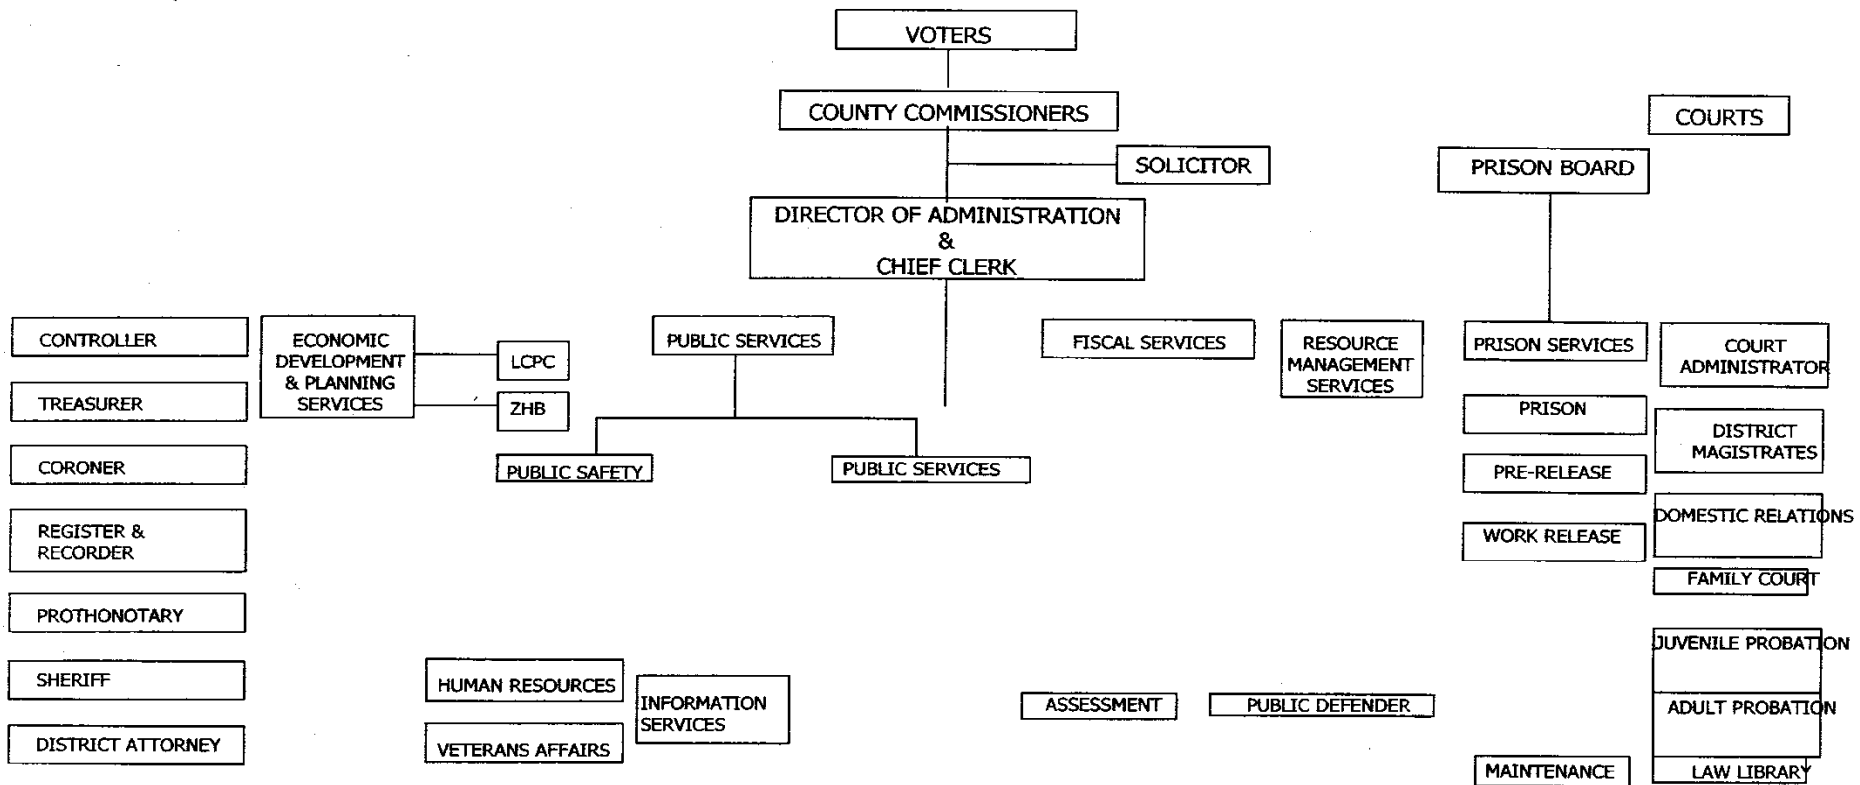 VOTERS
COUNTY COMMISSIONERS
COURTS
SOLICITOR
PRISON BOARD
DIRECTOR OF ADMINISTRATION
&
CHIEF CLERK
CONTROLLER
TREASURER
CORONER
REGISTER &
RECORDER
PROTHONOTARY
SHERIFF
DISTRICT ATTORNEY
ECONOMIC
DEVELOPMENT
& PLANNING
SERVICES
LCPC
ZHB
PUBLIC SERVICES
PUBLIC SAFETY
PUBLIC SERVICES
FISCAL SERVICES
RESOURCE
MANAGEMENT
SERVICES
PRISON SERVICES
PRISON
PRE-RELEASE
WORK RELEASE
COURT
ADMINISTRATOR
DISTRICT
MAGISTRATES
DOMESTIC RELATIONS
FAMILY COURT
JUVENILE PROBATION
ADULT PROBATION
LAW LIBRARY
HUMAN RESOURCES
VETERANS AFFAIRS
INFORMATION
SERVICES
ASSESSMENT
PUBLIC DEFENDER
MAINTENANCE